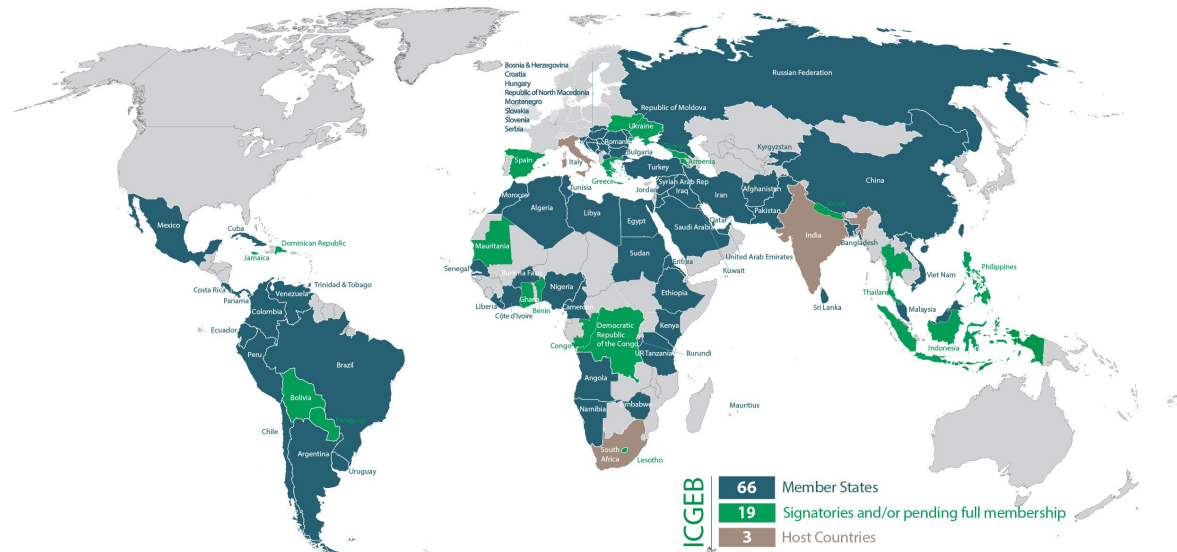 Bosnia & Herzegovina
Croatia
Hungary
Republic of North Macedonia
Montenegro
Slovakia
Slovenia
Serbia
Russian Federation
Republic of Moldova
Ukraine
Romania
Bulgaria
Kyrgyzstan
Spain
Italy
Armenia
Greece
Turkey
China
Tunisia
Morocco
Jordan
Syrian Arab Rep
Iraq
Iran
Afghanistan
Algeria
Libya
Egypt
Pakistan
Nepal
Mexico
Cuba
Qatar
Saudi Arabia
India
Bangladesh
Dominican Republic
Jamaica
Mauritania
Sudan
Eritrea
United Arab Emirates
Kuwait
Philippines
Senegal
Burkina Faso
Viet Nam
Costa Rica
Panama
Trinidad & Tobago
Venezuela
Nigeria
Ethiopia
Thailand
Colombia
Liberia
Ghana
Benin
Cameroon
Sri Lanka
Malaysia
Côte d'Ivoire
Ecuador
Democratic
Republic
of the Congo
Kenya
Congo
Indonesia
Peru
Brazil
UR Tanzania
Burundi
Angola
Bolivia
Namibia
Zimbabwe
Mauritius
Paraguay
Chile
Argentina
South
Africa
Lesotho
Uruguay
ICGEB
66 Member States
19 Signatories and/or pending full membership
3 Host Countries